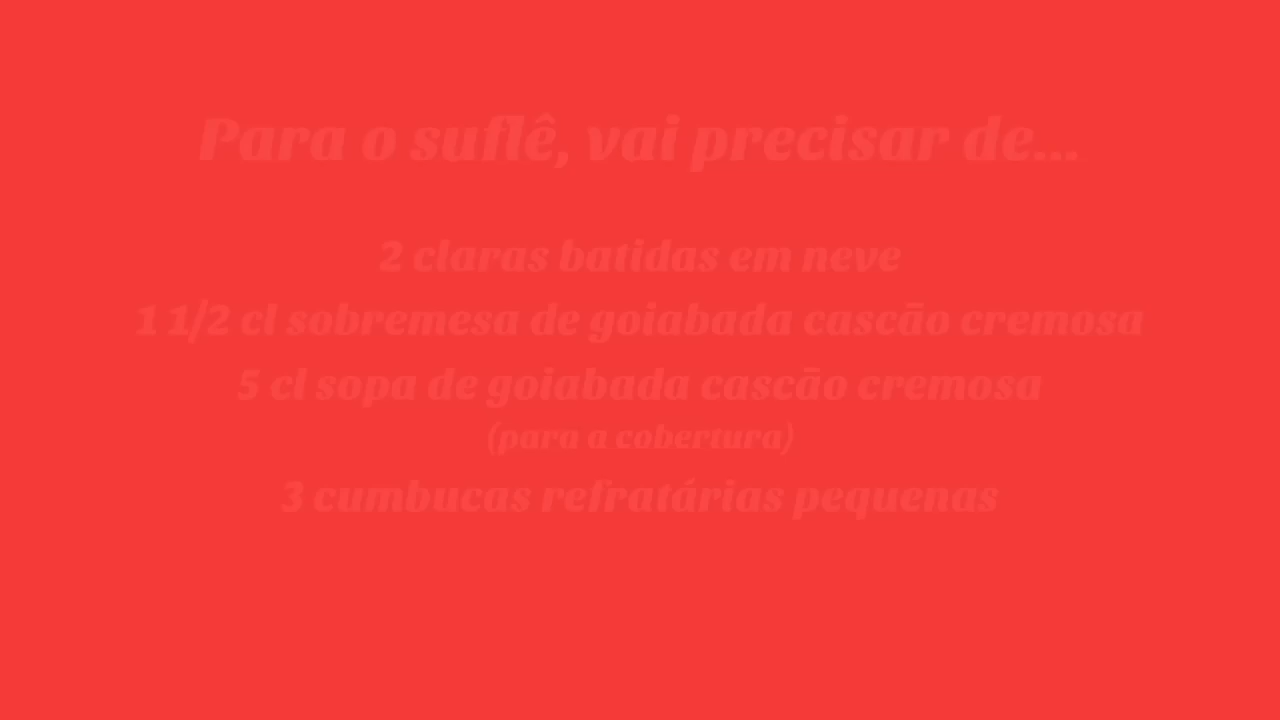 Para o suflê, vai precisar de...
2 claras batidas em neve
1 1/2 cl sobremesa de goiabada cascão cremosa
5 cl sopa de goiabada cascão cremosa
(para a cobertura)
3 cumbucas refratárias pequenas